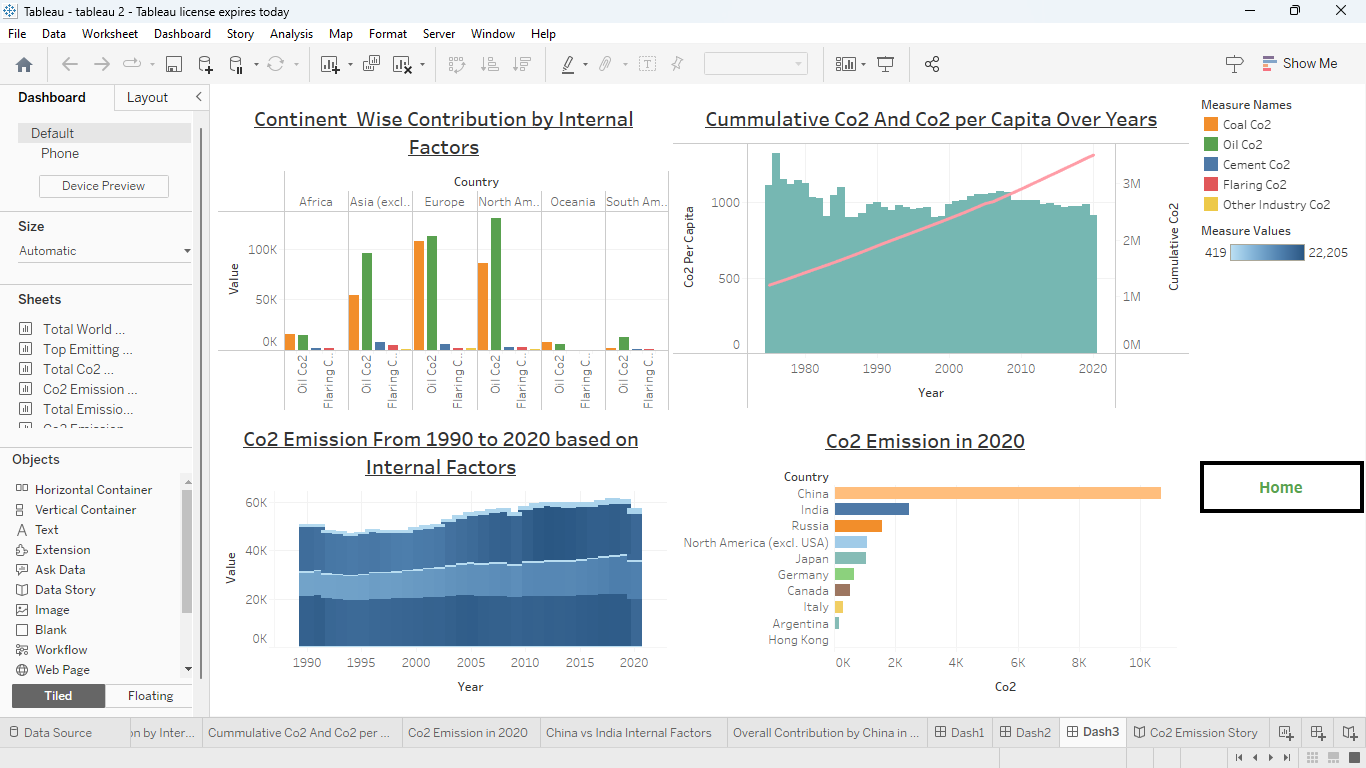 Tableau - tableau 2 - Tableau license expires today
File Data Worksheet Dashboard Story Analysis Map Format Server Window Help
Show Me
Dashboard
Layout
Default
Phone
Device Preview
Size
Automatic
Sheets
Total World ...
Top Emitting ...
Total Co2 ...
Co2 Emission ...
Total Emissio...
Objects
Horizontal Container
Vertical Container
Text
Extension
Ask Data
Data Story
Image
Blank
Workflow
Web Page
Tiled
Floating
Continent Wise Contribution by Internal
Factors
Country
Africa
Asia (excl..
Europe
North Am..
Oceania
South Am..
Value
100K
50K
0K
Oil Co2
Flaring C..
Oil Co2
Flaring C..
Oil Co2
Flaring C..
Oil Co2
Flaring C..
Oil Co2
Flaring C..
Oil Co2
Flaring C..
Cummulative Co2 And Co2 per Capita Over Years
Co2 Per Capita
1000
500
0
Cumulative Co2
3M
2M
1M
0M
1980
1990
2000
2010
2020
Year
Co2 Emission From 1990 to 2020 based on
Internal Factors
Value
60K
40K
20K
0K
1990
1995
2000
2005
2010
2015
2020
Year
Co2 Emission in 2020
Country
China
India
Russia
North America (excl. USA)
Japan
Germany
Canada
Italy
Argentina
Hong Kong
0K
2K
4K
6K
8K
10K
Co2
Measure Names
Coal Co2
Oil Co2
Cement Co2
Flaring Co2
Other Industry Co2
Measure Values
419
22,205
Home
Data Source
on by Inter...
Cummulative Co2 And Co2 per ...
Co2 Emission in 2020
China vs India Internal Factors
Overall Contribution by China in ...
Dash1
Dash2
Dash3
Co2 Emission Story